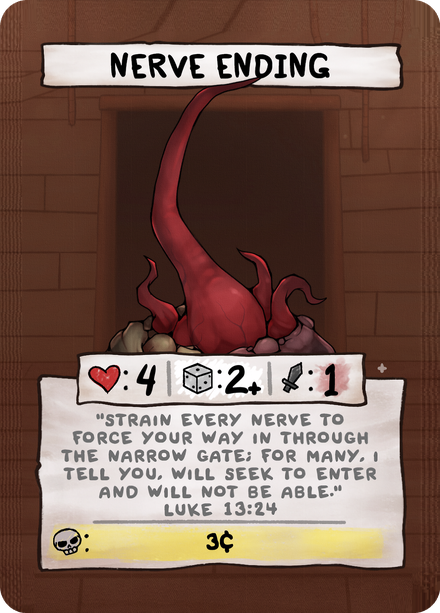 NERVE ENDING
: 4 : 2+ : 1
"STRAIN EVERY NERVE TO
FORCE YOUR WAY IN THROUGH
THE NARROW GATE; FOR MANY, I
TELL YOU, WILL SEEK TO ENTER
AND WILL NOT BE ABLE."
LUKE 13:24
: 3¢